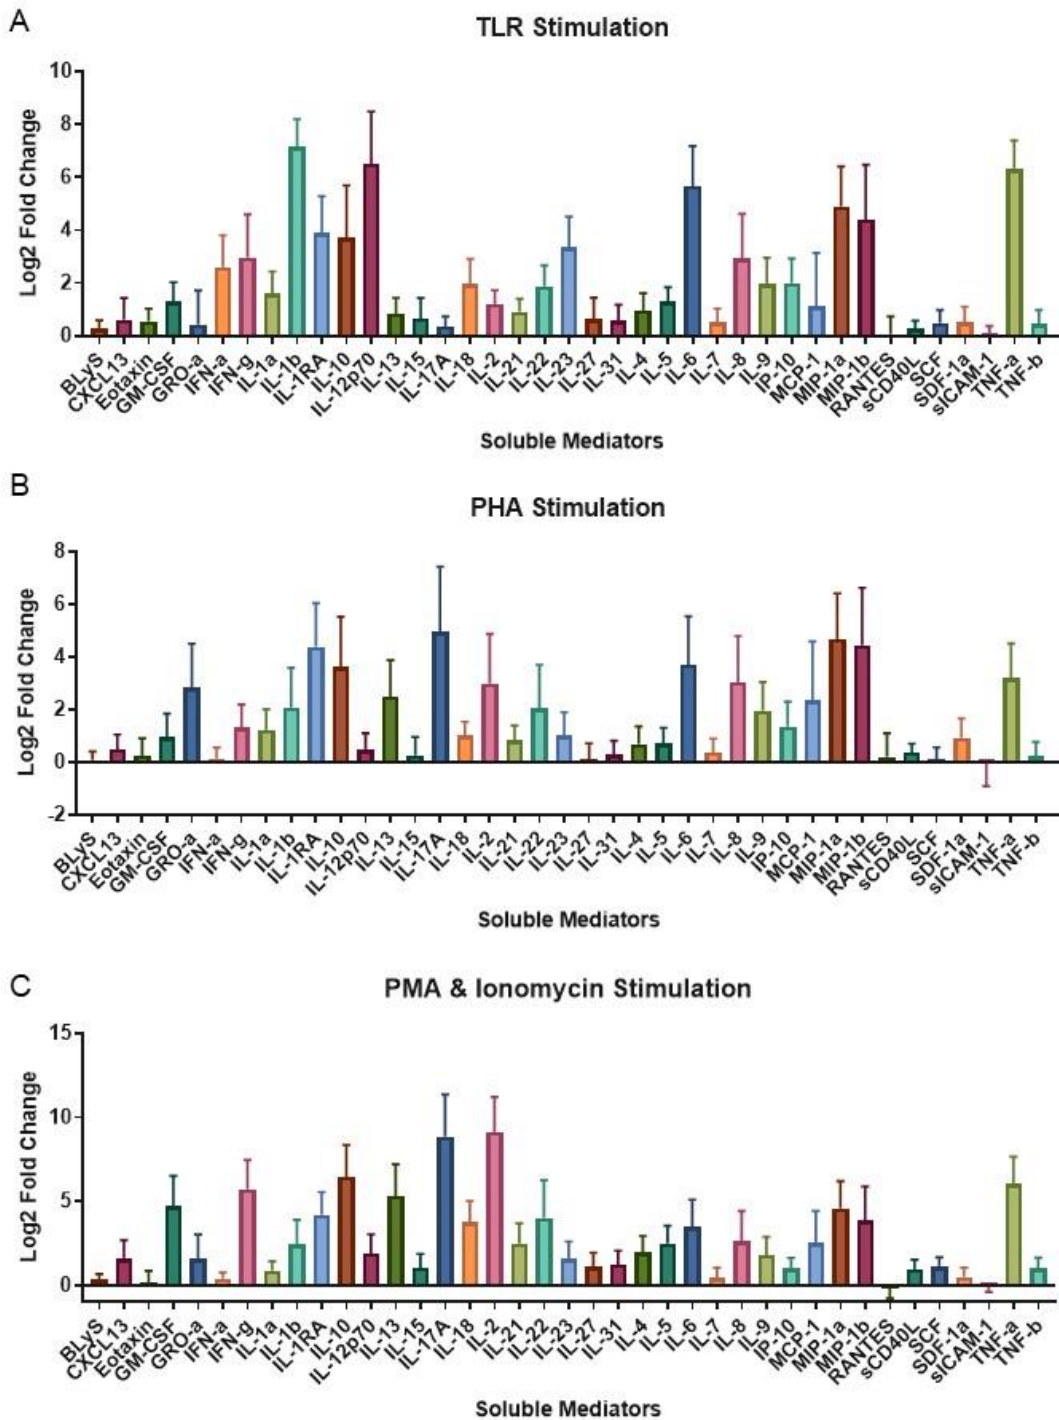 A
TLR Stimulation
Log2 Fold Change
10
8
6
4
2
0
BLyS CXCL13 Eotaxin GM-CSF GRO-a IFN-a IFN-g IL-1a IL-1b IL-1RA IL-10 IL-12p70 IL-13 IL-15 IL-17A IL-18 IL-2 IL-21 IL-22 IL-23 IL-27 IL-31 IL-4 IL-5 IL-6 IL-7 IL-8 IL-9 IP-10 MCP-1 MIP-1a MIP-1b RANTES sCD40L SCF SDF-1a sICAM-1 TNF-a TNF-b
Soluble Mediators
B
PHA Stimulation
Log2 Fold Change
8
6
4
2
0
-2
BLyS CXCL13 Eotaxin GM-CSF GRO-a IFN-a IFN-g IL-1a IL-1b IL-1RA IL-10 IL-12p70 IL-13 IL-15 IL-17A IL-18 IL-2 IL-21 IL-22 IL-23 IL-27 IL-31 IL-4 IL-5 IL-6 IL-7 IL-8 IL-9 IP-10 MCP-1 MIP-1a MIP-1b RANTES sCD40L SCF SDF-1a sICAM-1 TNF-a TNF-b
Soluble Mediators
C
PMA & Ionomycin Stimulation
Log2 Fold Change
15
10
5
0
BLyS CXCL13 Eotaxin GM-CSF GRO-a IFN-a IFN-g IL-1a IL-1b IL-1RA IL-10 IL-12p70 IL-13 IL-15 IL-17A IL-18 IL-2 IL-21 IL-22 IL-23 IL-27 IL-31 IL-4 IL-5 IL-6 IL-7 IL-8 IL-9 IP-10 MCP-1 MIP-1a MIP-1b RANTES sCD40L SCF SDF-1a sICAM-1 TNF-a TNF-b
Soluble Mediators